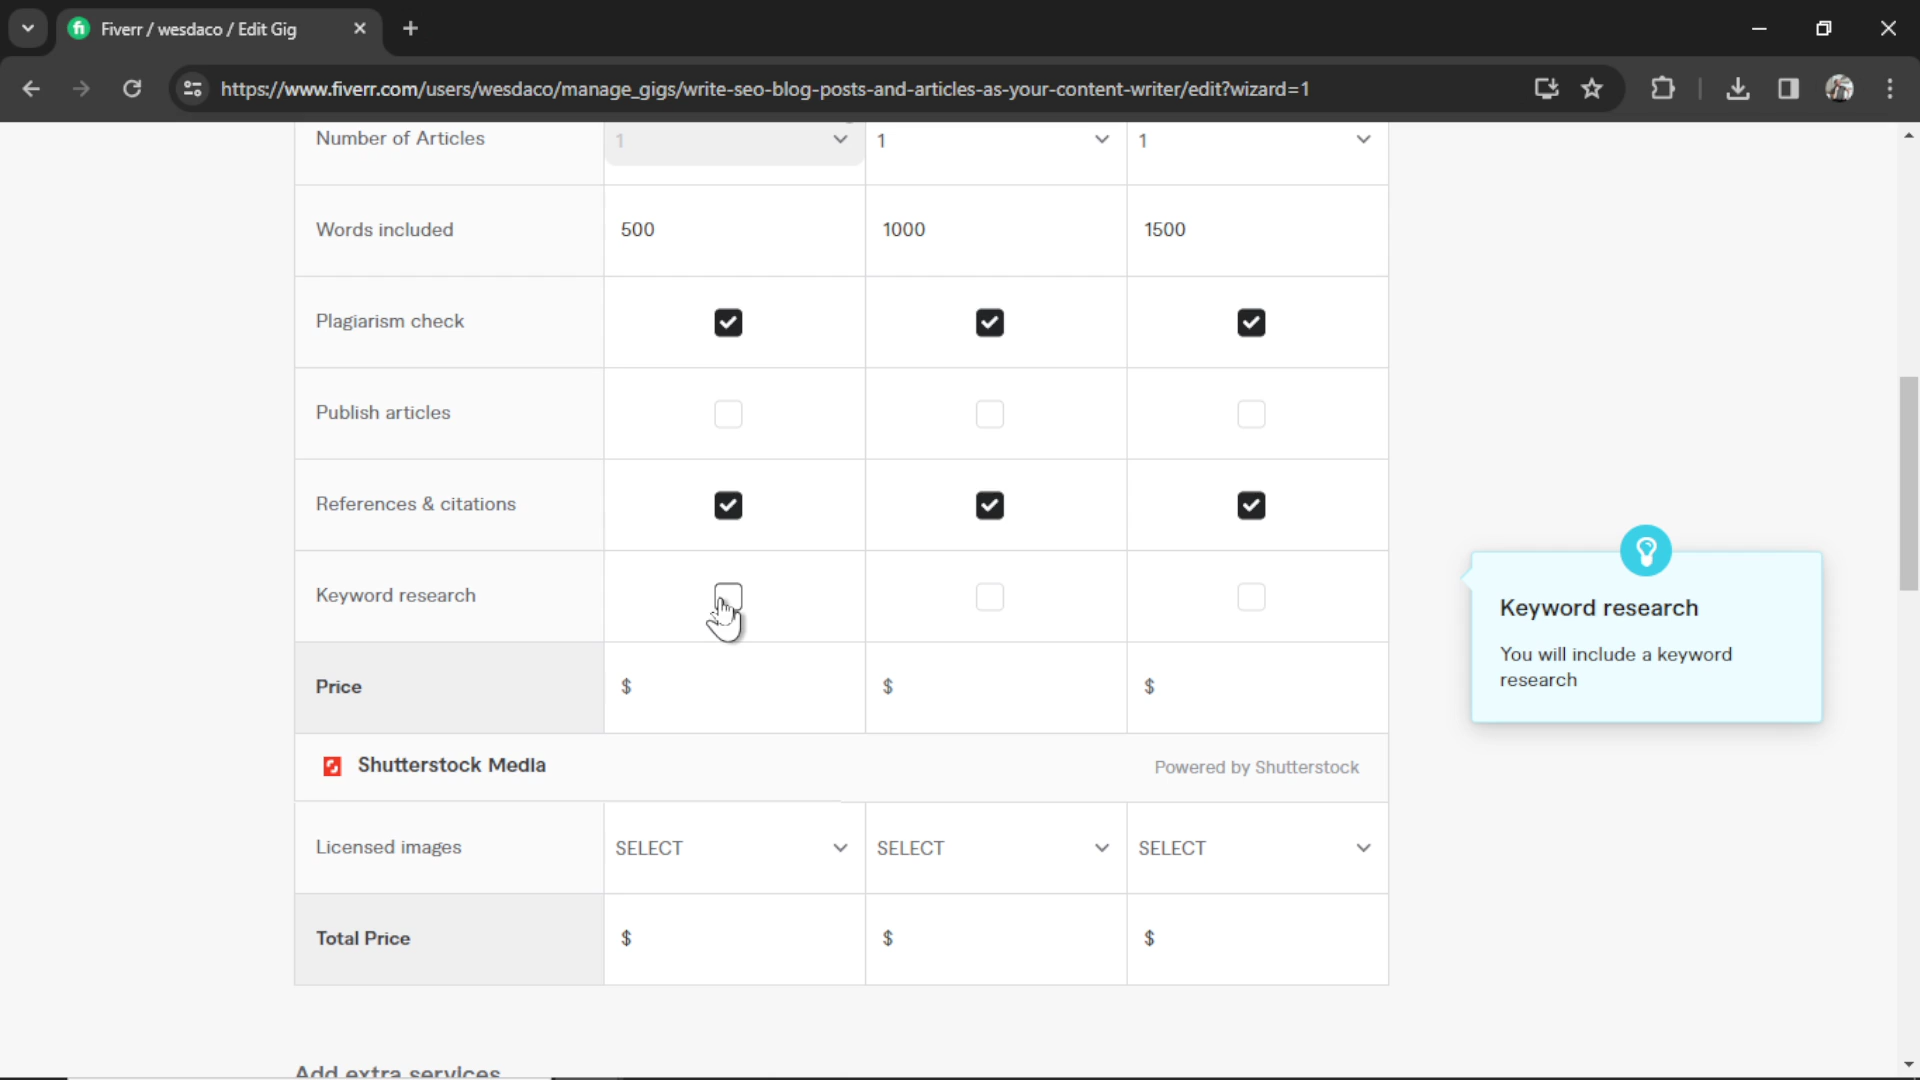 Fiverr / wesdaco / Edit Gig
https://www.fiverr.com/users/wesdaco/manage_gigs/write-seo-blog-posts-and-articles-as-your-content-writer/edit?wizard=1
Number of Articles 1 1 1
Words included 500 1000 1500
Plagiarism check
Publish articles
References & citations
Keyword research
Price $ $ $
Shutterstock Media Powered by Shutterstock
Licensed images SELECT SELECT SELECT
Total Price $ $ $
Add extra services
Keyword research
You will include a keyword
research